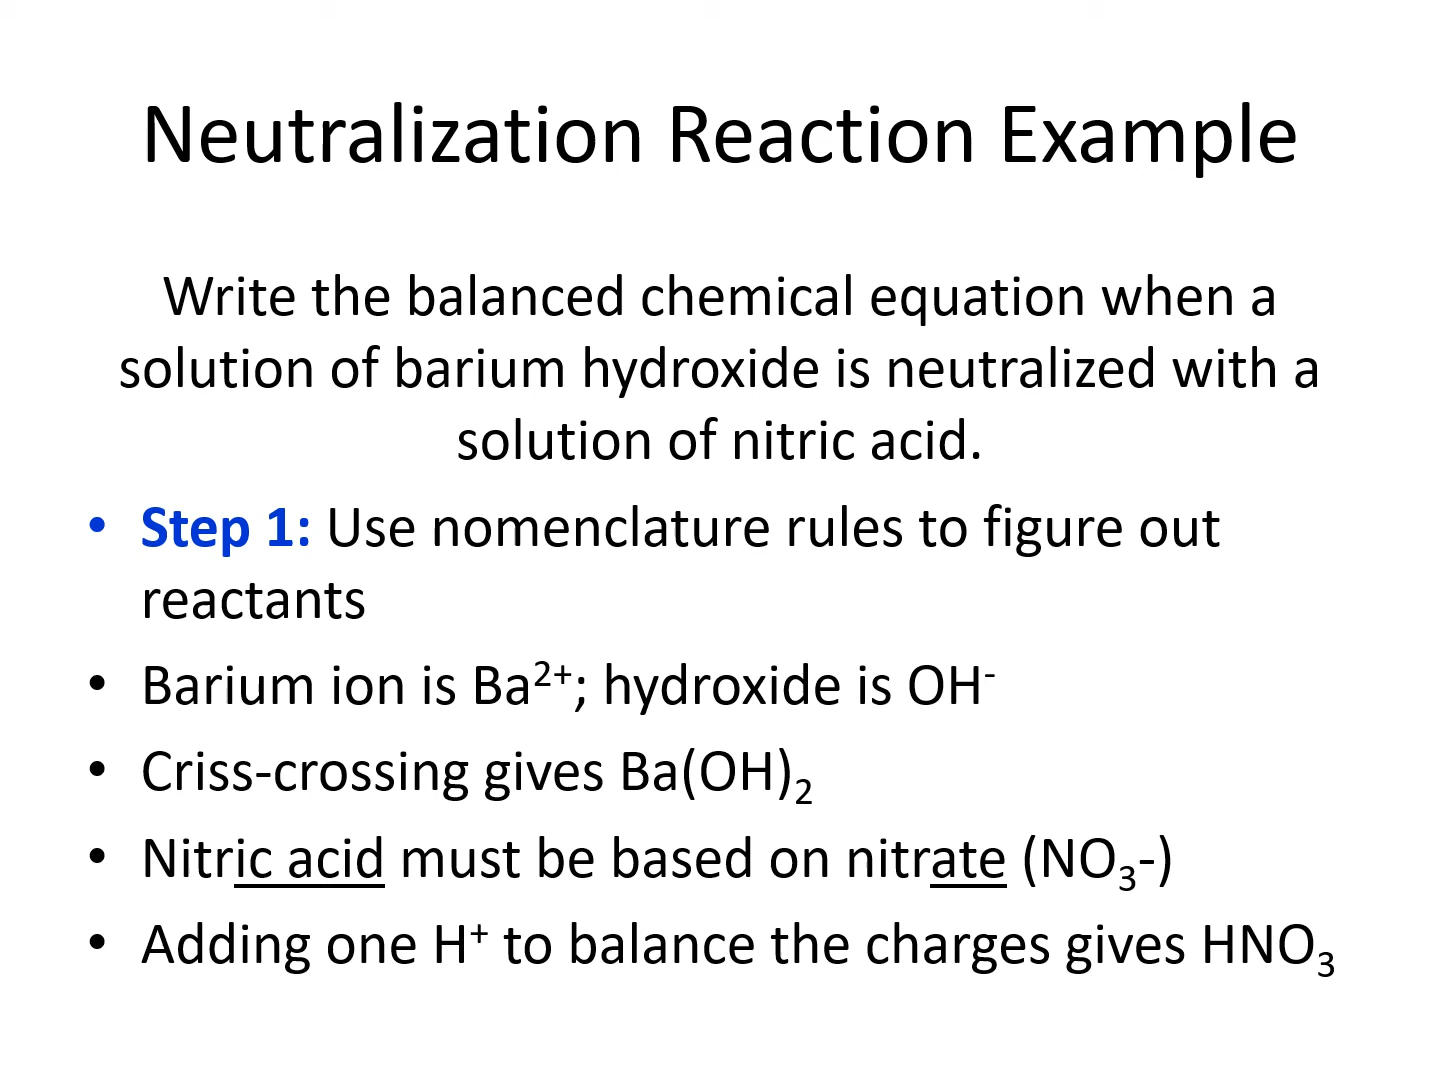 Neutralization Reaction Example
Write the balanced chemical equation when a
solution of barium hydroxide is neutralized with a
solution of nitric acid.
• Step 1: Use nomenclature rules to figure out
reactants
• Barium ion is Ba²⁺; hydroxide is OH⁻
• Criss-crossing gives Ba(OH)₂
• Nitric acid must be based on nitrate (NO₃-)
• Adding one H⁺ to balance the charges gives HNO₃